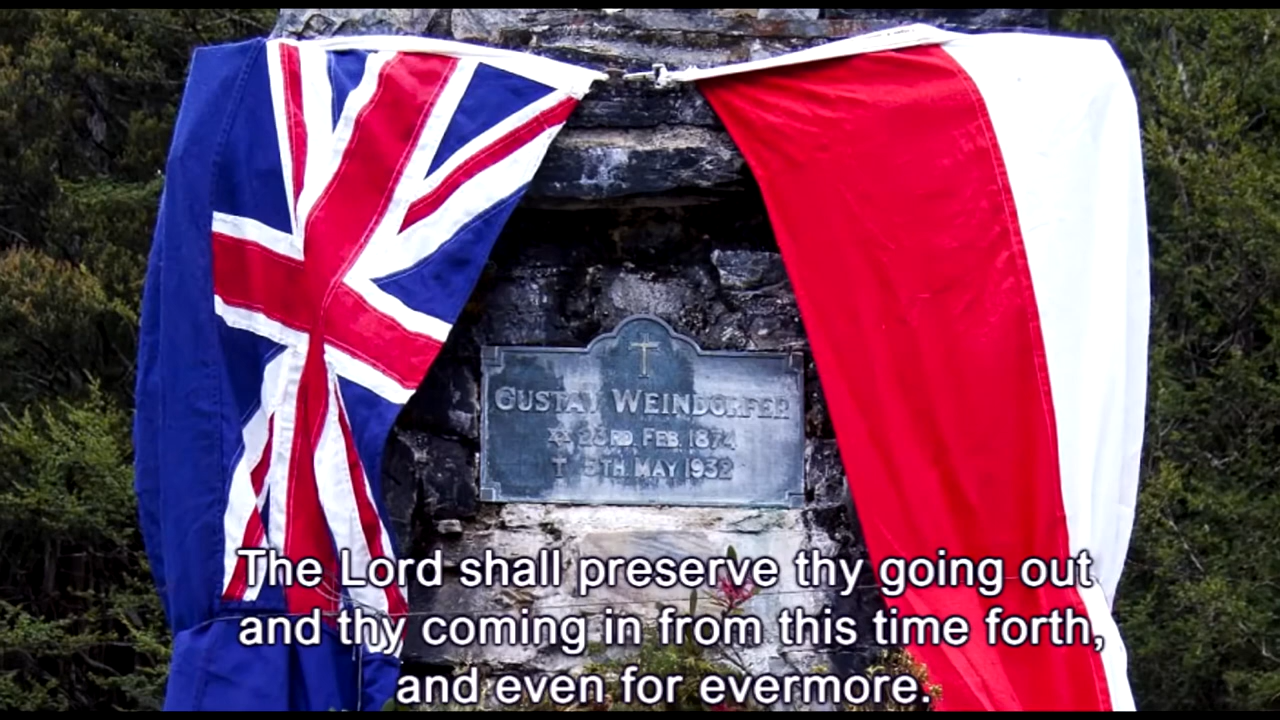 GUSTAV WEINDORFER
23RD. FEB. 1874
† 5TH MAY 1932
The Lord shall preserve thy going out
and thy coming in from this time forth,
and even for evermore.